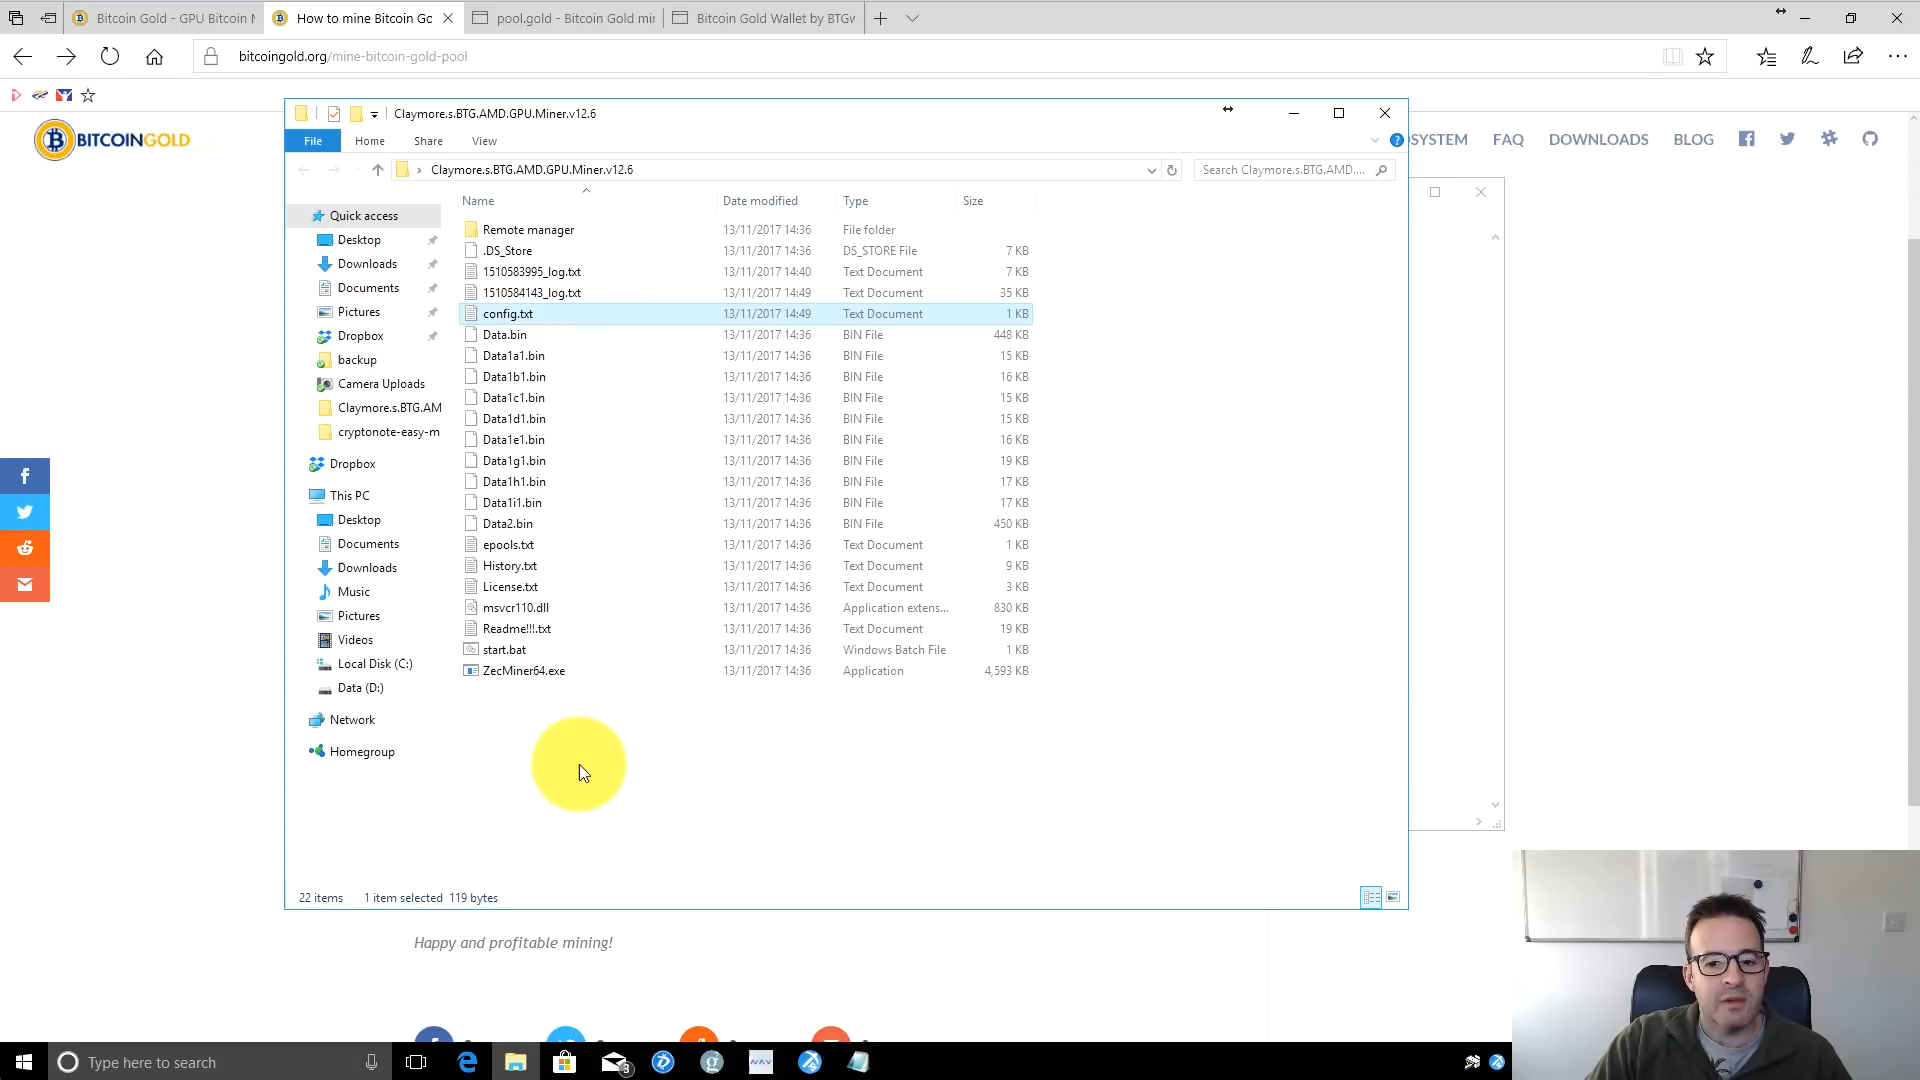 Bitcoin Gold - GPU Bitcoin M
How to mine Bitcoin Go
pool.gold - Bitcoin Gold mi
Bitcoin Gold Wallet by BTGw
bitcoingold.org/mine-bitcoin-gold-pool
BITCOINGOLD
SYSTEM FAQ DOWNLOADS BLOG
Claymore.s.BTG.AMD.GPU.Miner.v12.6
File Home Share View
Claymore.s.BTG.AMD.GPU.Miner.v12.6
Search Claymore.s.BTG.AMD....
Name Date modified Type Size
Remote manager 13/11/2017 14:36 File folder
.DS_Store 13/11/2017 14:36 DS_STORE File 7 KB
1510583995_log.txt 13/11/2017 14:40 Text Document 7 KB
1510584143_log.txt 13/11/2017 14:49 Text Document 35 KB
config.txt 13/11/2017 14:49 Text Document 1 KB
Data.bin 13/11/2017 14:36 BIN File 448 KB
Data1a1.bin 13/11/2017 14:36 BIN File 15 KB
Data1b1.bin 13/11/2017 14:36 BIN File 16 KB
Data1c1.bin 13/11/2017 14:36 BIN File 15 KB
Data1d1.bin 13/11/2017 14:36 BIN File 15 KB
Data1e1.bin 13/11/2017 14:36 BIN File 16 KB
Data1g1.bin 13/11/2017 14:36 BIN File 19 KB
Data1h1.bin 13/11/2017 14:36 BIN File 17 KB
Data1i1.bin 13/11/2017 14:36 BIN File 17 KB
Data2.bin 13/11/2017 14:36 BIN File 450 KB
epools.txt 13/11/2017 14:36 Text Document 1 KB
History.txt 13/11/2017 14:36 Text Document 9 KB
License.txt 13/11/2017 14:36 Text Document 3 KB
msvcr110.dll 13/11/2017 14:36 Application extens... 830 KB
Readme!!!.txt 13/11/2017 14:36 Text Document 19 KB
start.bat 13/11/2017 14:36 Windows Batch File 1 KB
ZecMiner64.exe 13/11/2017 14:36 Application 4,593 KB
Quick access
Desktop
Downloads
Documents
Pictures
Dropbox
backup
Camera Uploads
Claymore.s.BTG.AM
cryptonote-easy-m
Dropbox
This PC
Desktop
Documents
Downloads
Music
Pictures
Videos
Local Disk (C:)
Data (D:)
Network
Homegroup
22 items 1 item selected 119 bytes
Happy and profitable mining!
Type here to search
3